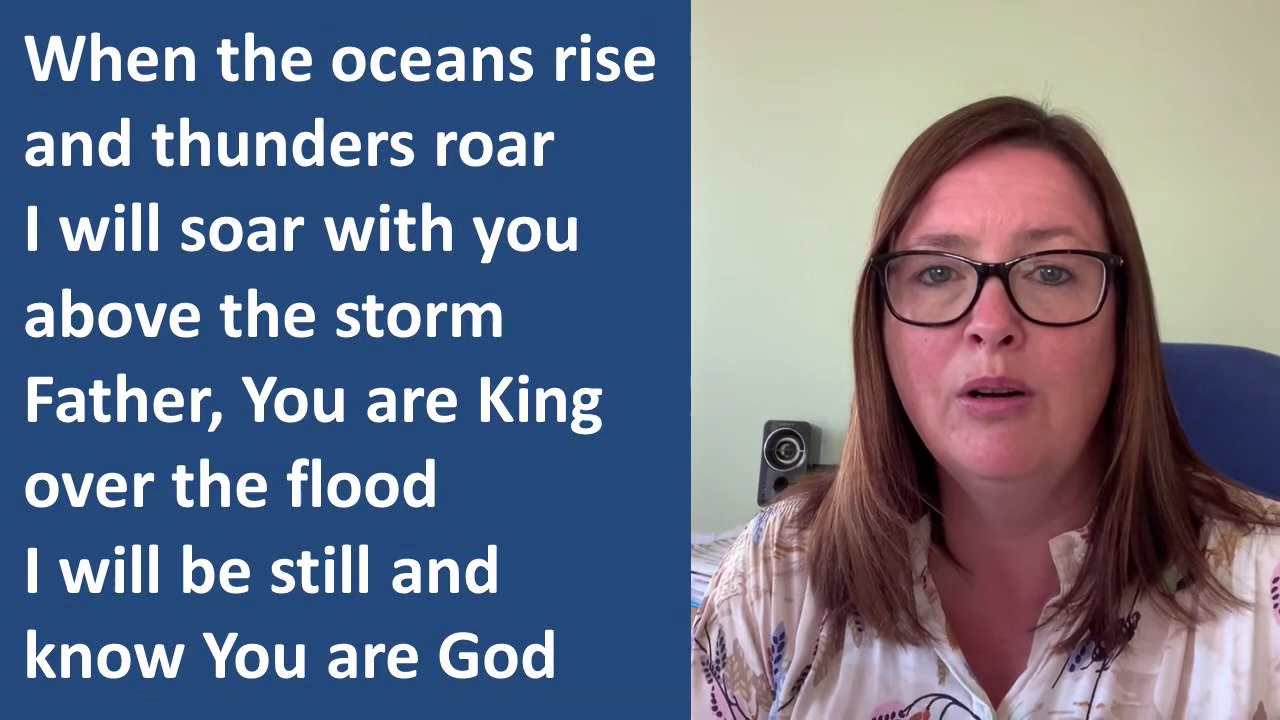 When the oceans rise
and thunders roar
I will soar with you
above the storm
Father, You are King
over the flood
I will be still and
know You are God